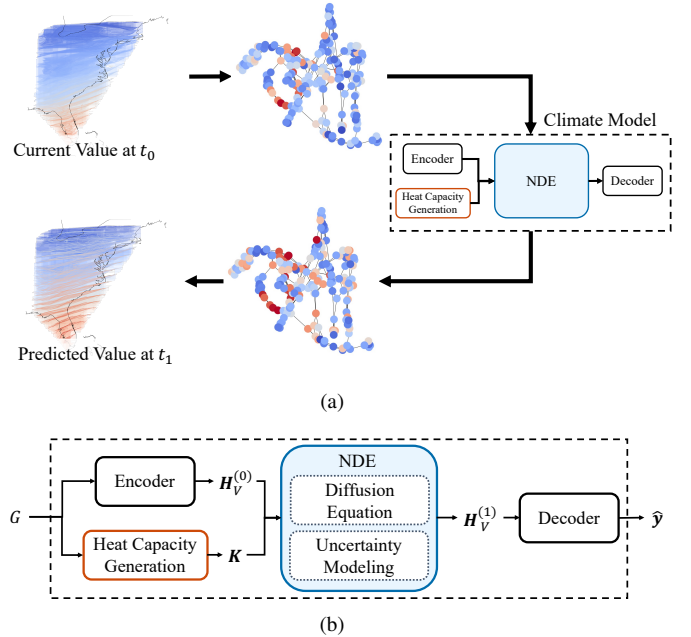 Current Value at t₀
Climate Model
Encoder
Heat Capacity
Generation
NDE
Decoder
Predicted Value at t₁
(a)
G
Encoder
H_V^(0)
Heat Capacity
Generation
K
NDE
Diffusion
Equation
Uncertainty
Modeling
H_V^(1)
Decoder
ŷ
(b)